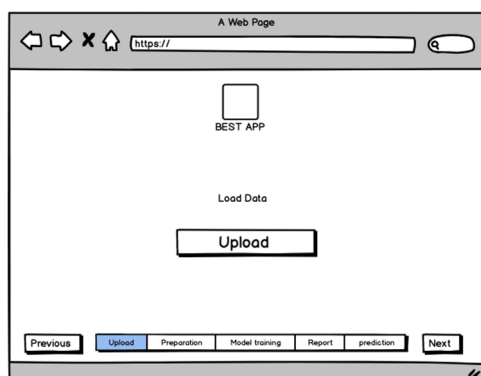 A Web Page
https://
BEST APP
Load Data
Upload
Previous Upload Preparation Model training Report prediction Next